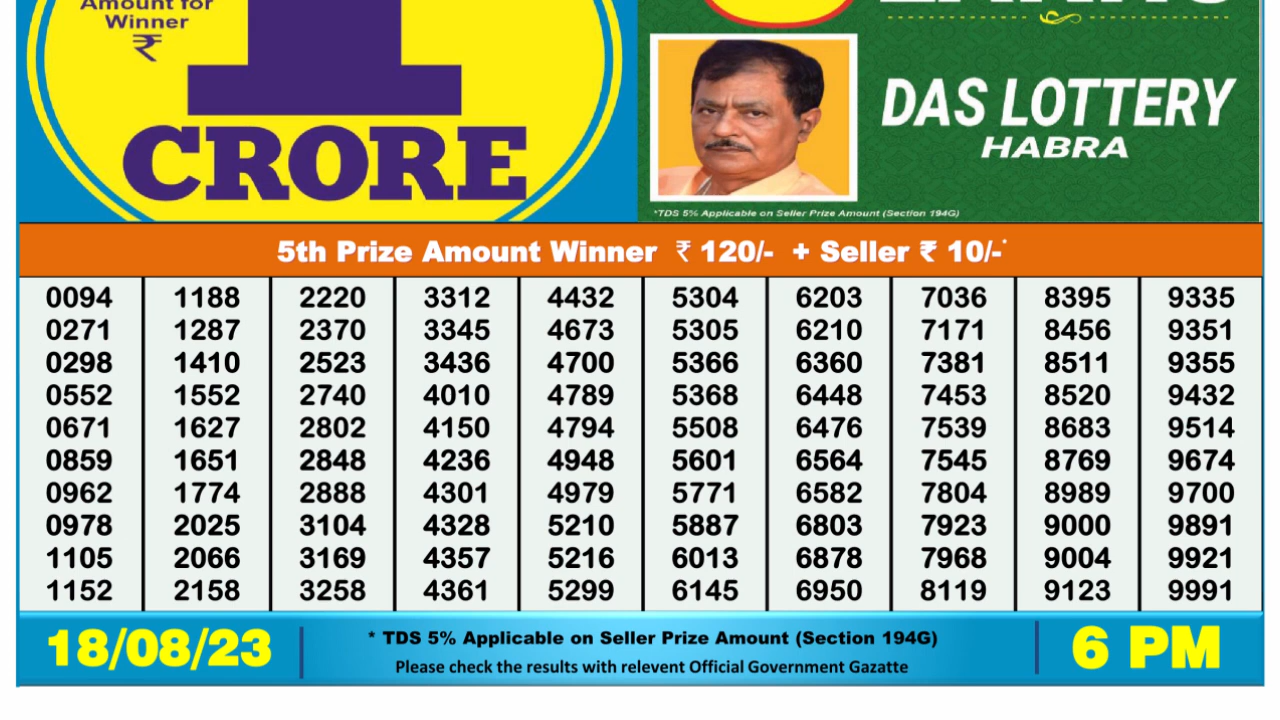 Amount for
Winner
₹
1
CRORE
DAS LOTTERY
HABRA
*TDS 5% Applicable on Seller Prize Amount (Section 194G)
5th Prize Amount Winner ₹ 120/- + Seller ₹ 10/-*
0094 1188 2220 3312 4432 5304 6203 7036 8395 9335
0271 1287 2370 3345 4673 5305 6210 7171 8456 9351
0298 1410 2523 3436 4700 5366 6360 7381 8511 9355
0552 1552 2740 4010 4789 5368 6448 7453 8520 9432
0671 1627 2802 4150 4794 5508 6476 7539 8683 9514
0859 1651 2848 4236 4948 5601 6564 7545 8769 9674
0962 1774 2888 4301 4979 5771 6582 7804 8989 9700
0978 2025 3104 4328 5210 5887 6803 7923 9000 9891
1105 2066 3169 4357 5216 6013 6878 7968 9004 9921
1152 2158 3258 4361 5299 6145 6950 8119 9123 9991
18/08/23
* TDS 5% Applicable on Seller Prize Amount (Section 194G)
Please check the results with relevent Official Government Gazatte
6 PM